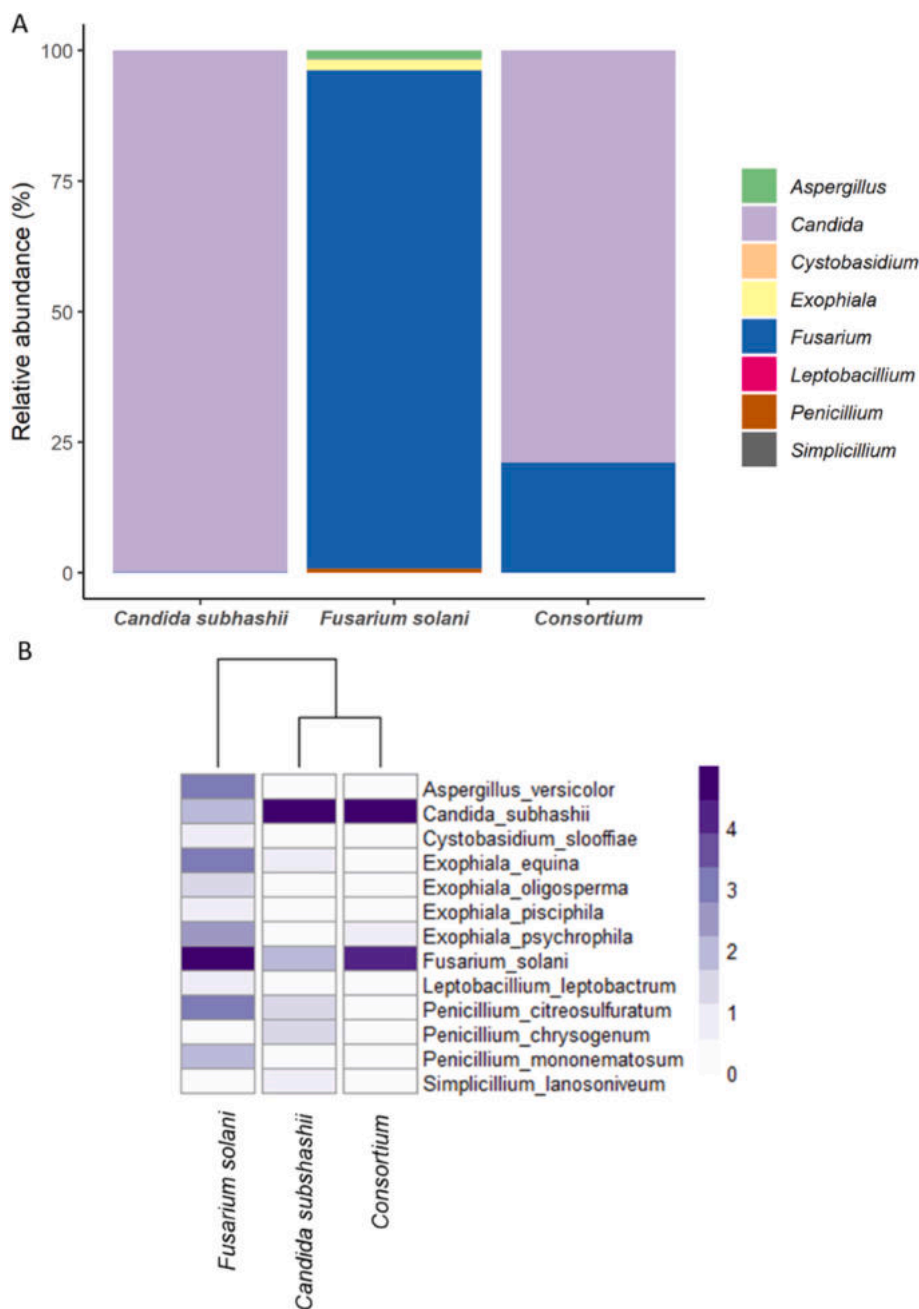 A
100
75
50
25
0
Relative abundance (%)
Candida subhashii
Fusarium solani
Consortium
Aspergillus
Candida
Cystobasidium
Exophiala
Fusarium
Leptobacillium
Penicillium
Simplicillium
B
Aspergillus_versicolor
Candida_subhashii
Cystobasidium_slooffiae
Exophiala_equina
Exophiala_oligosperma
Exophiala_pisciphila
Exophiala_psychrophila
Fusarium_solani
Leptobacillium_leptobactrum
Penicillium_citreosulfuratum
Penicillium_chrysogenum
Penicillium_mononematosum
Simplicillium_lanosoniveum
4
3
2
1
0
Fusarium solani
Candida subshashii
Consortium